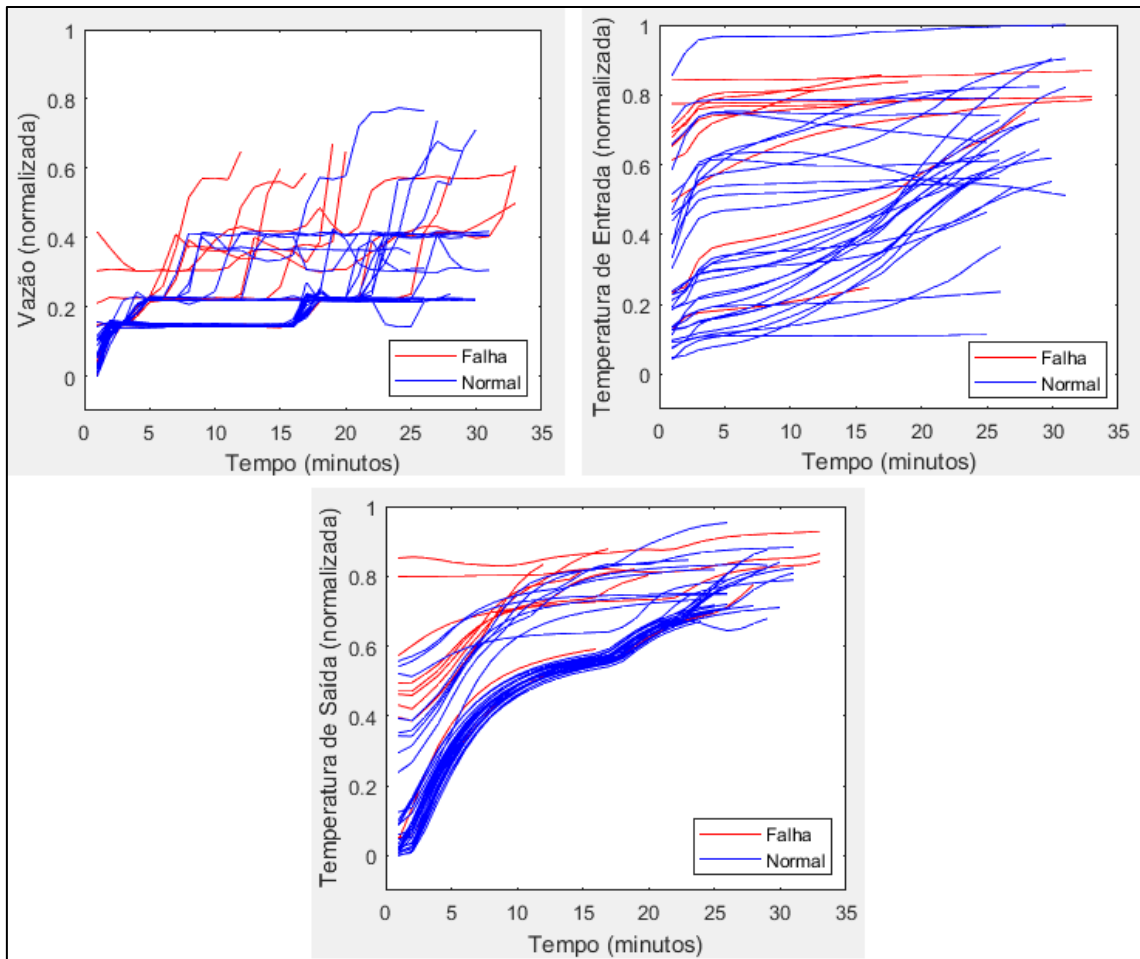 Vazão (normalizada)
1
0.8
0.6
0.4
0.2
0
0 5 10 15 20 25 30 35
Tempo (minutos)
Falha
Normal
Temperatura de Entrada (normalizada)
1
0.8
0.6
0.4
0.2
0
0 5 10 15 20 25 30 35
Tempo (minutos)
Falha
Normal
Temperatura de Saída (normalizada)
1
0.8
0.6
0.4
0.2
0
0 5 10 15 20 25 30 35
Tempo (minutos)
Falha
Normal